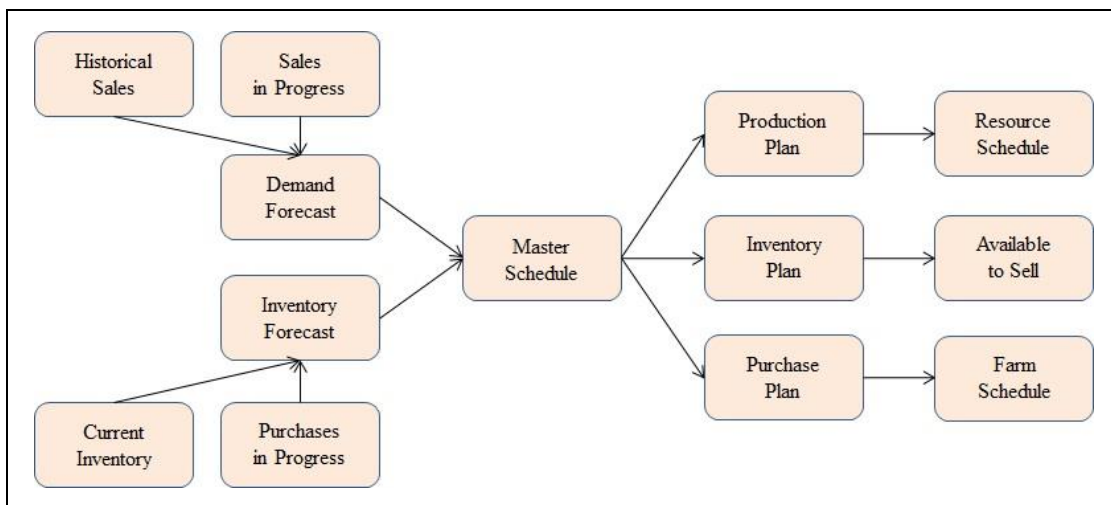 Historical
Sales
Sales
in Progress
Demand
Forecast
Inventory
Forecast
Current
Inventory
Purchases
in Progress
Master
Schedule
Production
Plan
Resource
Schedule
Inventory
Plan
Available
to Sell
Purchase
Plan
Farm
Schedule